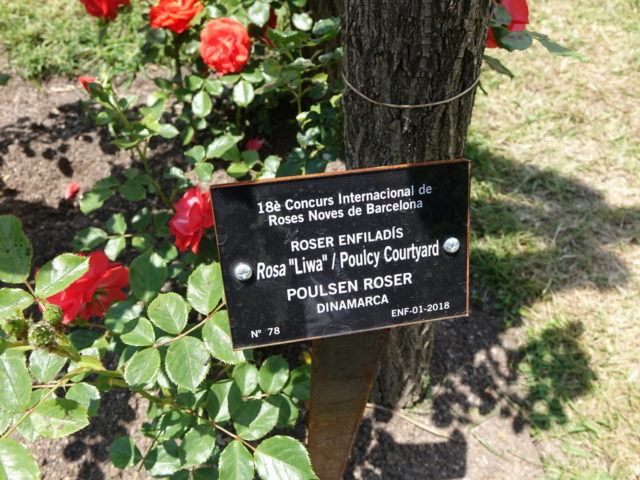 18è Concurs Internacional de
Roses Noves de Barcelona
ROSER ENFILADÍS
Rosa "Liwa" / Poulcy Courtyard
POULSEN ROSER
DINAMARCA
Nº 78
ENF-01-2018